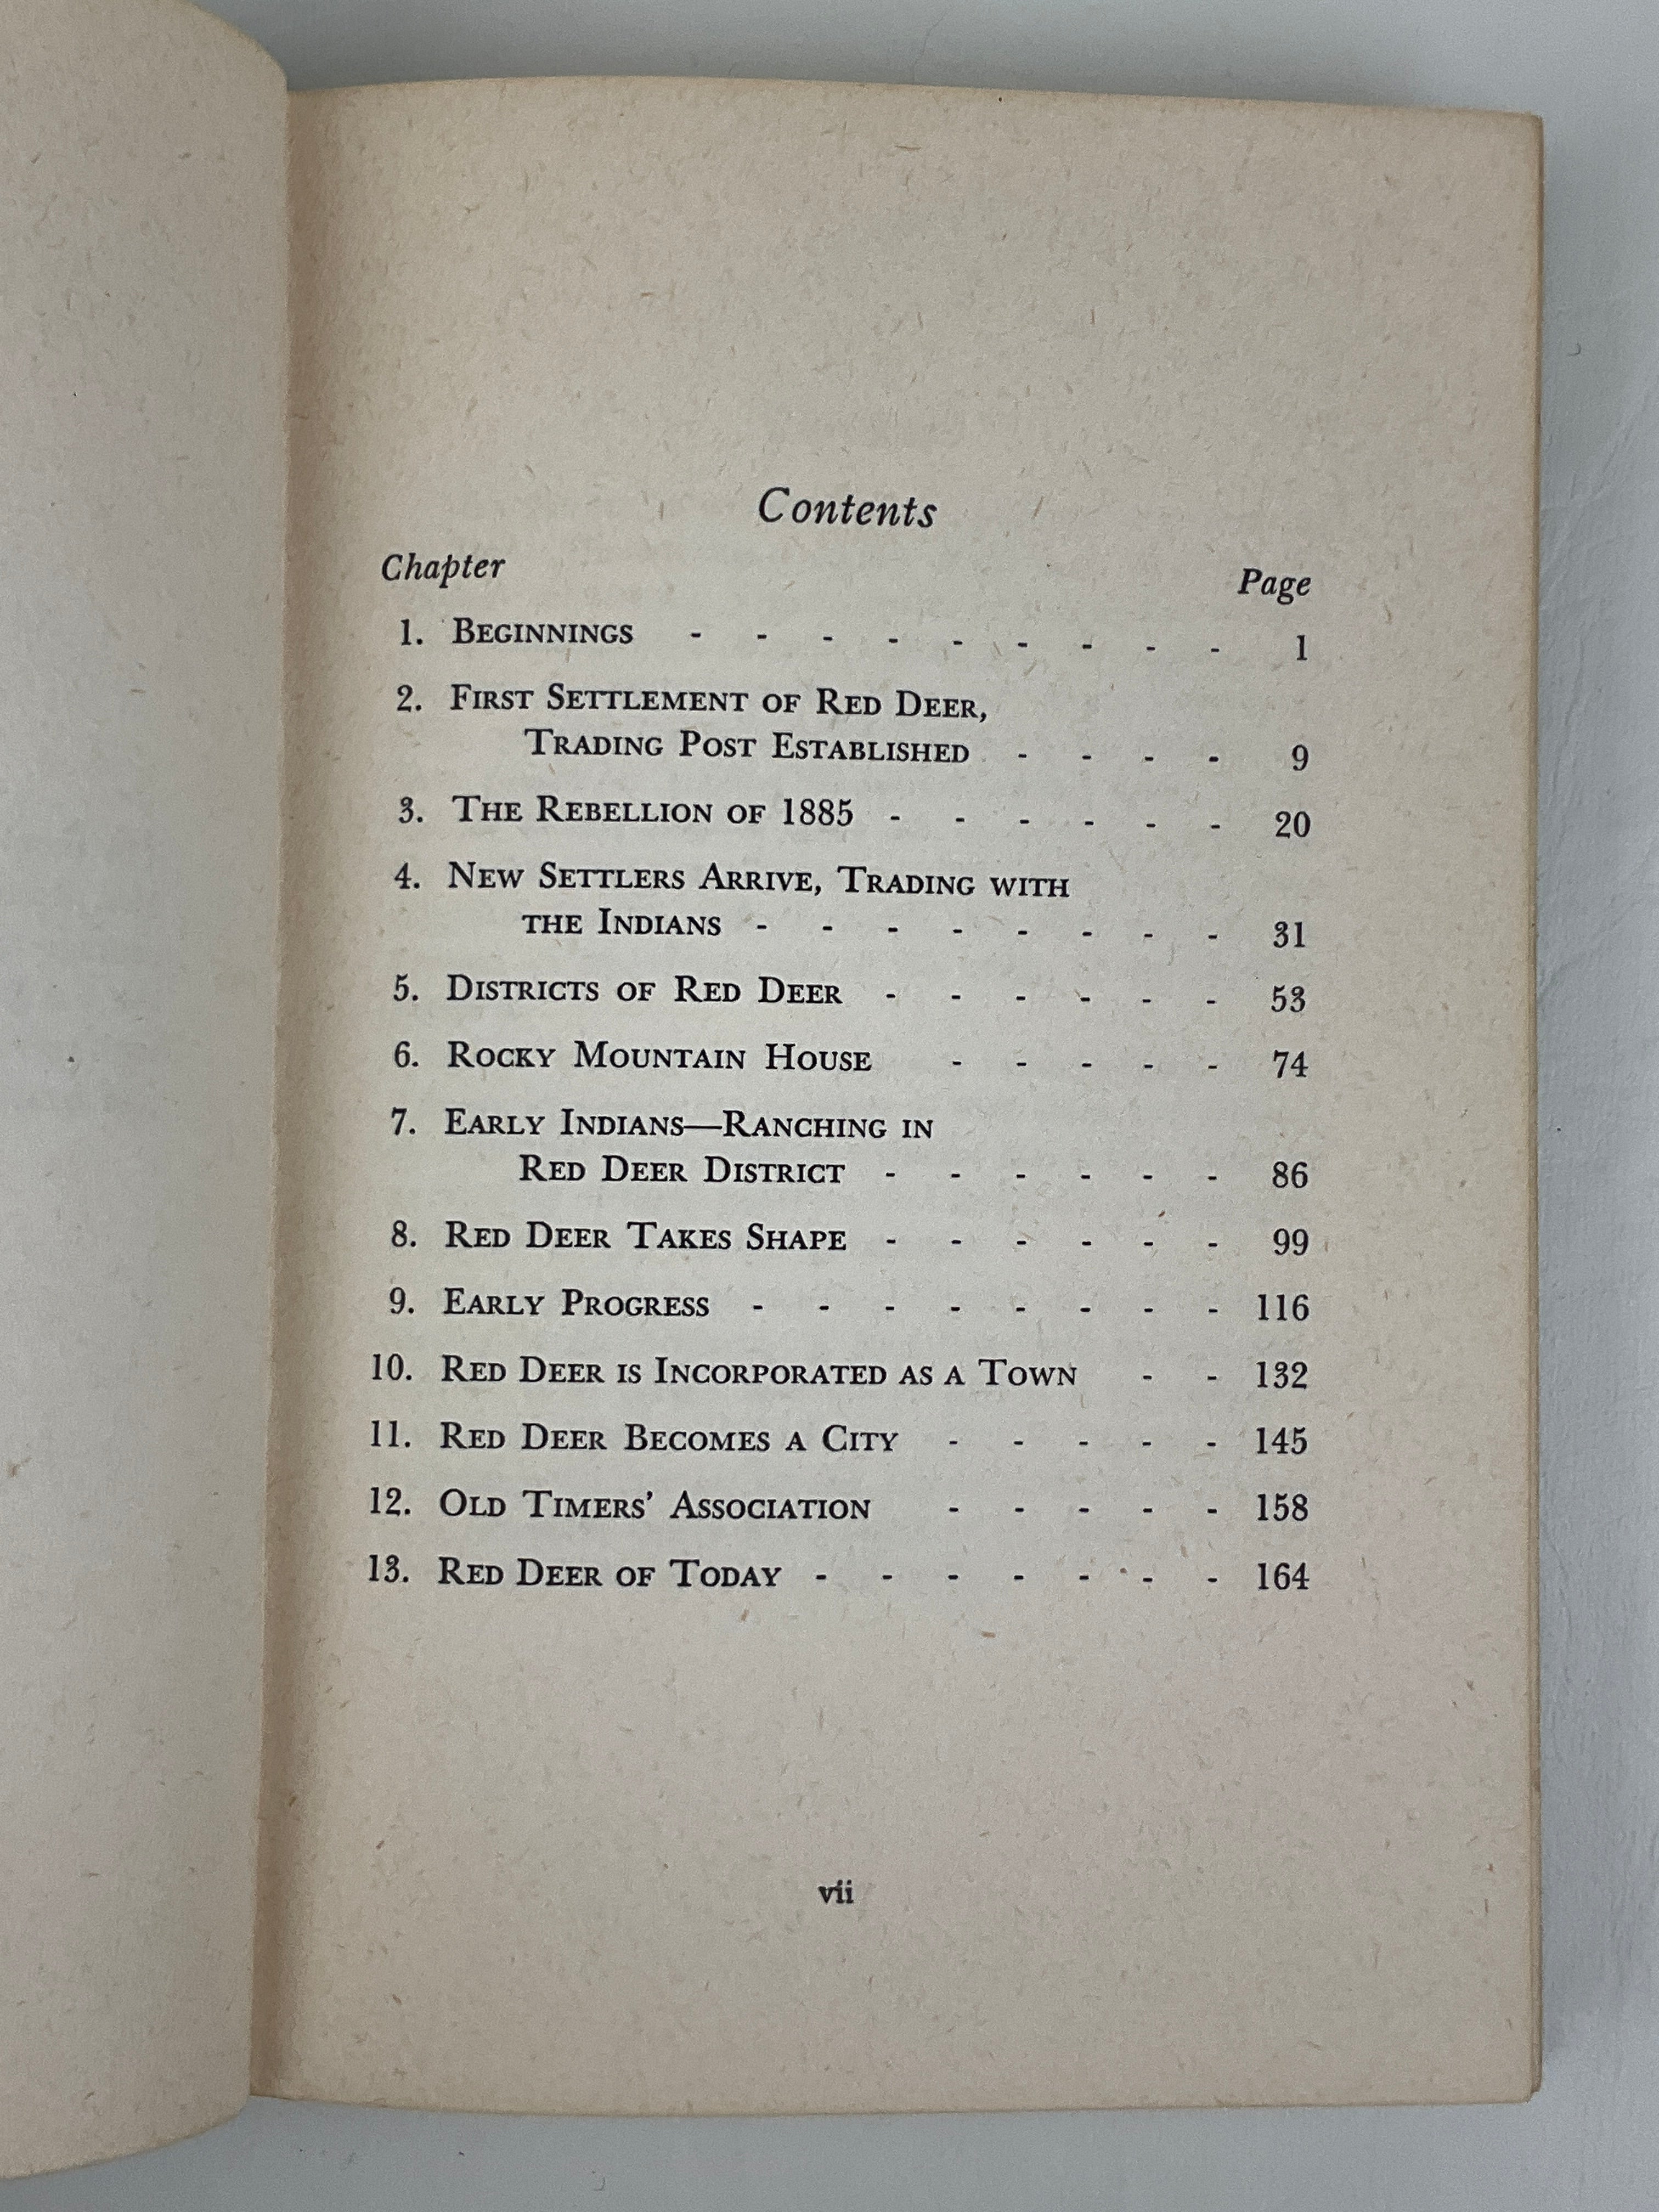 Contents
Chapter Page
1. Beginnings - - - - - - - - - 1
2. First Settlement of Red Deer,
Trading Post Established - - - - 9
3. The Rebellion of 1885 - - - - - - 20
4. New Settlers Arrive, Trading with
the Indians - - - - - - - - 31
5. Districts of Red Deer - - - - - - 53
6. Rocky Mountain House - - - - - 74
7. Early Indians—Ranching in
Red Deer District - - - - - - 86
8. Red Deer Takes Shape - - - - - - 99
9. Early Progress - - - - - - - - 116
10. Red Deer is Incorporated as a Town - - 132
11. Red Deer Becomes a City - - - - - 145
12. Old Timers' Association - - - - - 158
13. Red Deer of Today - - - - - - - 164
vii